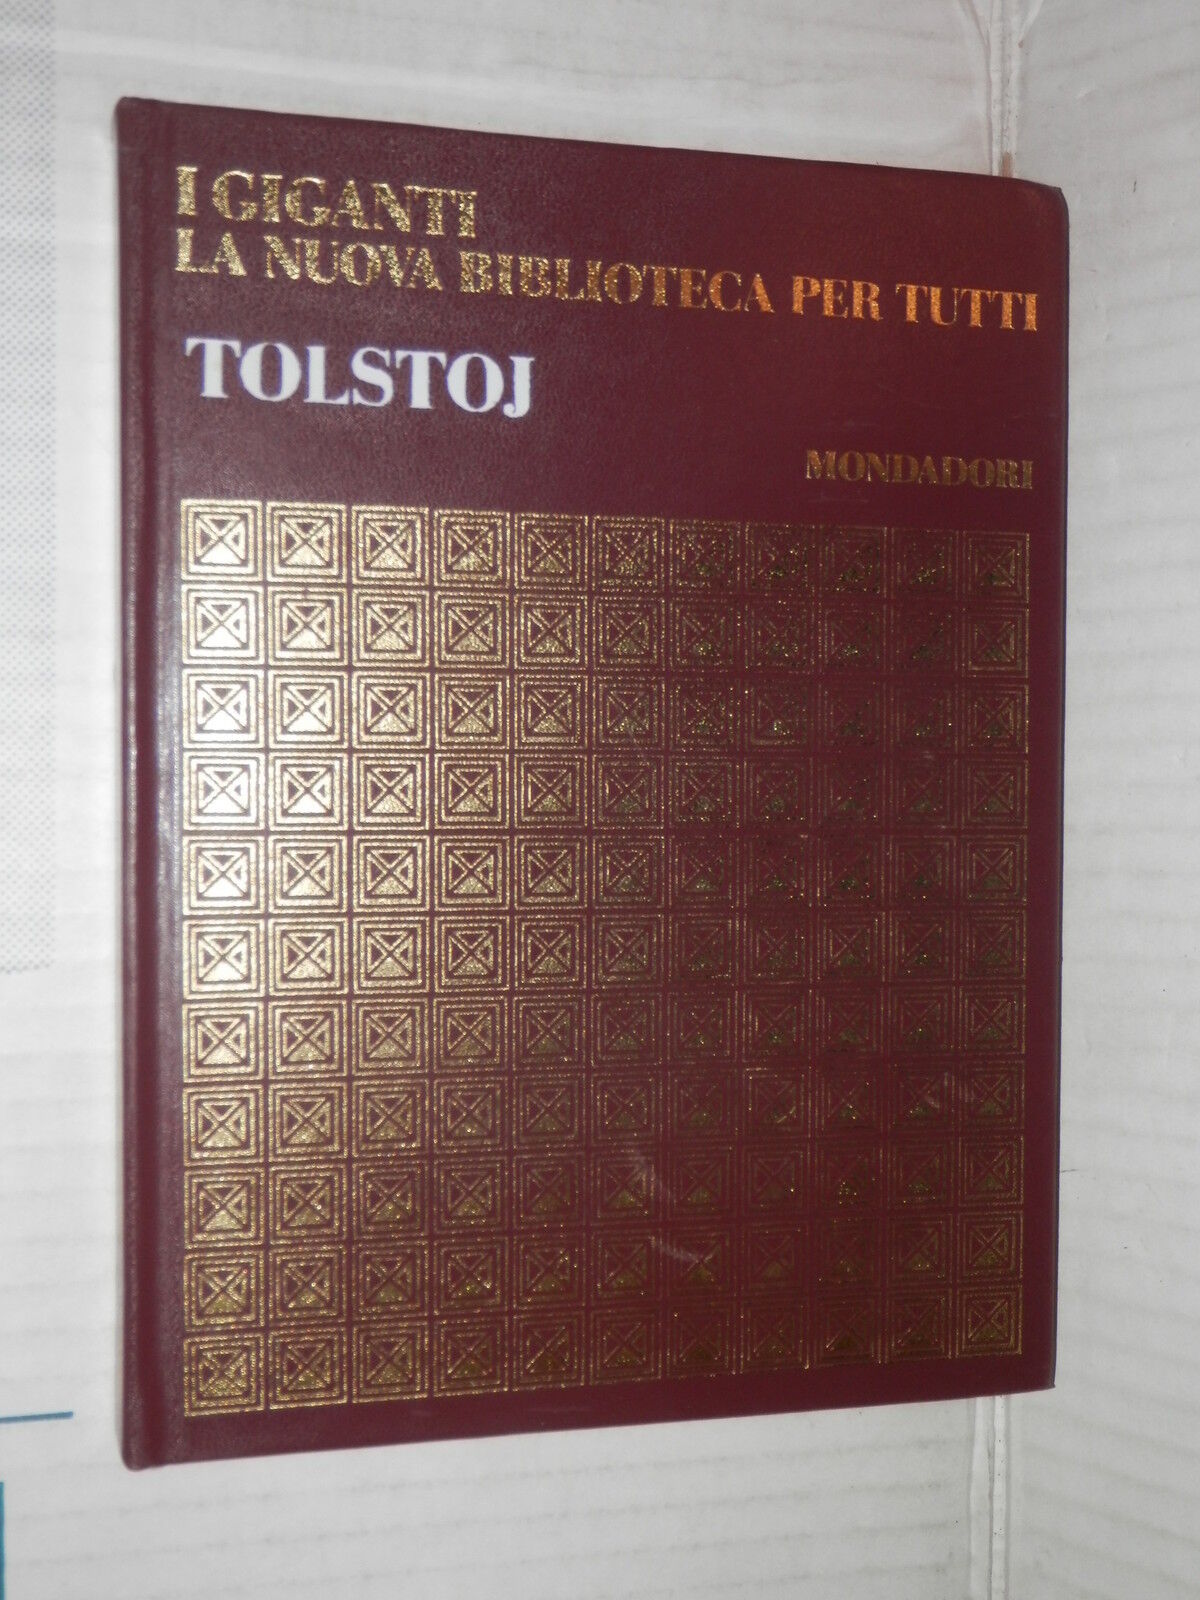 I GIGANTI
LA NUOVA BIBLIOTECA PER TUTTI
TOLSTOJ
MONDADORI